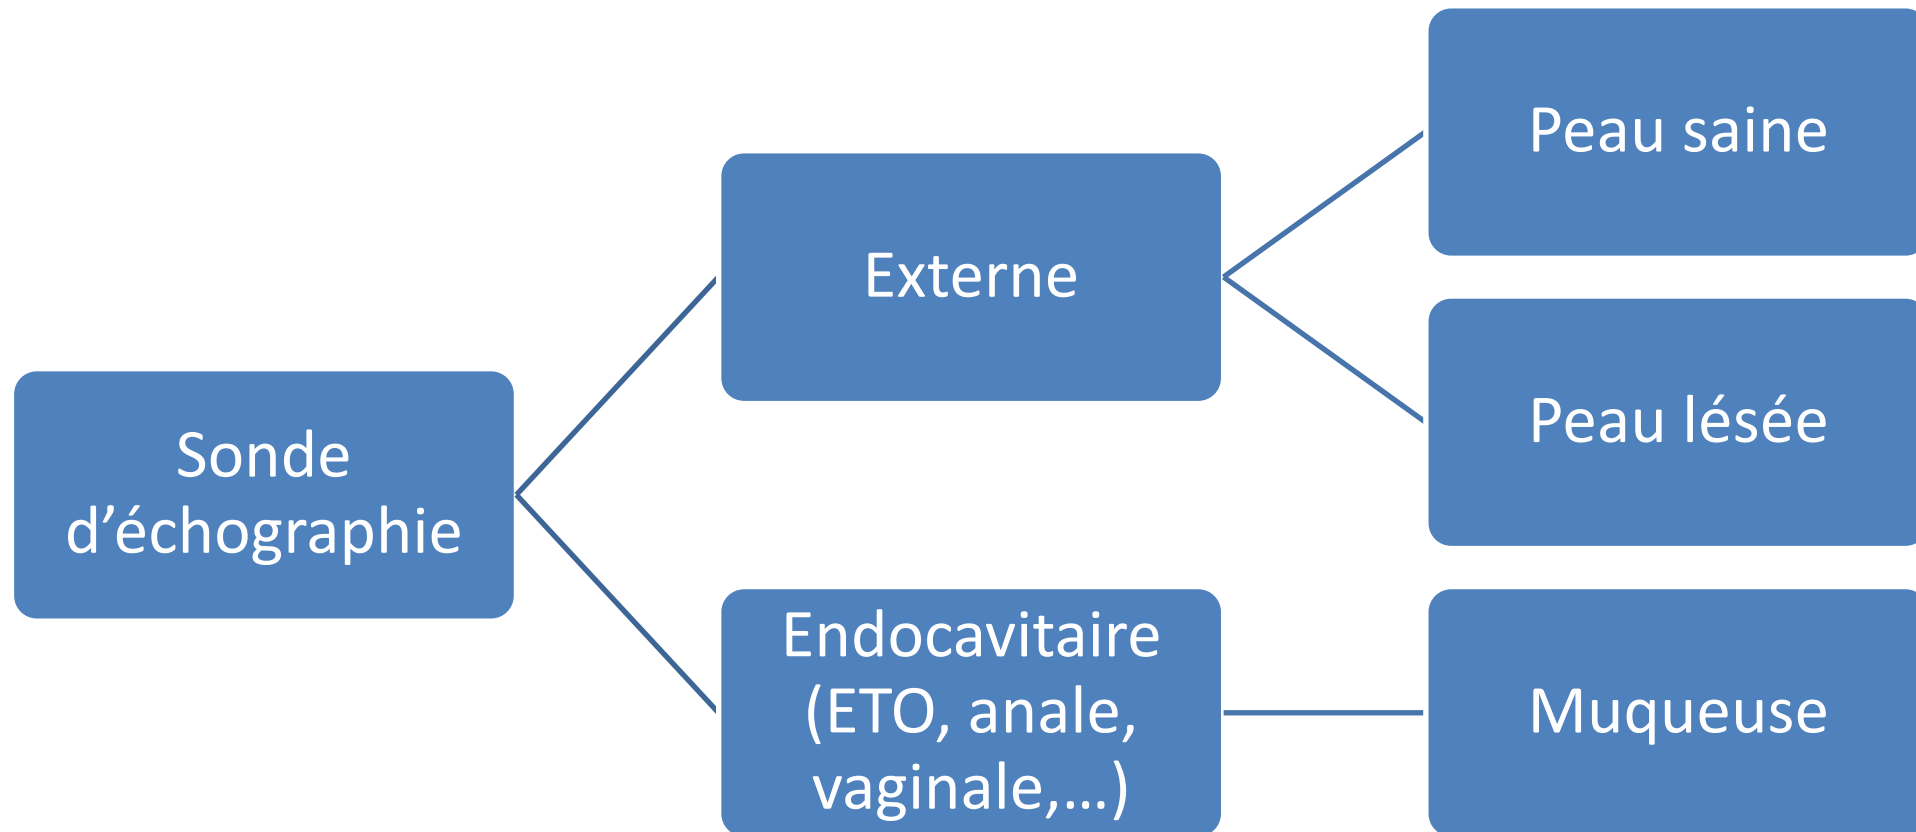 Sonde
d’échographie
Externe
Peau saine
Peau lésée
Endocavitaire
(ETO, anale,
vaginale,…)
Muqueuse